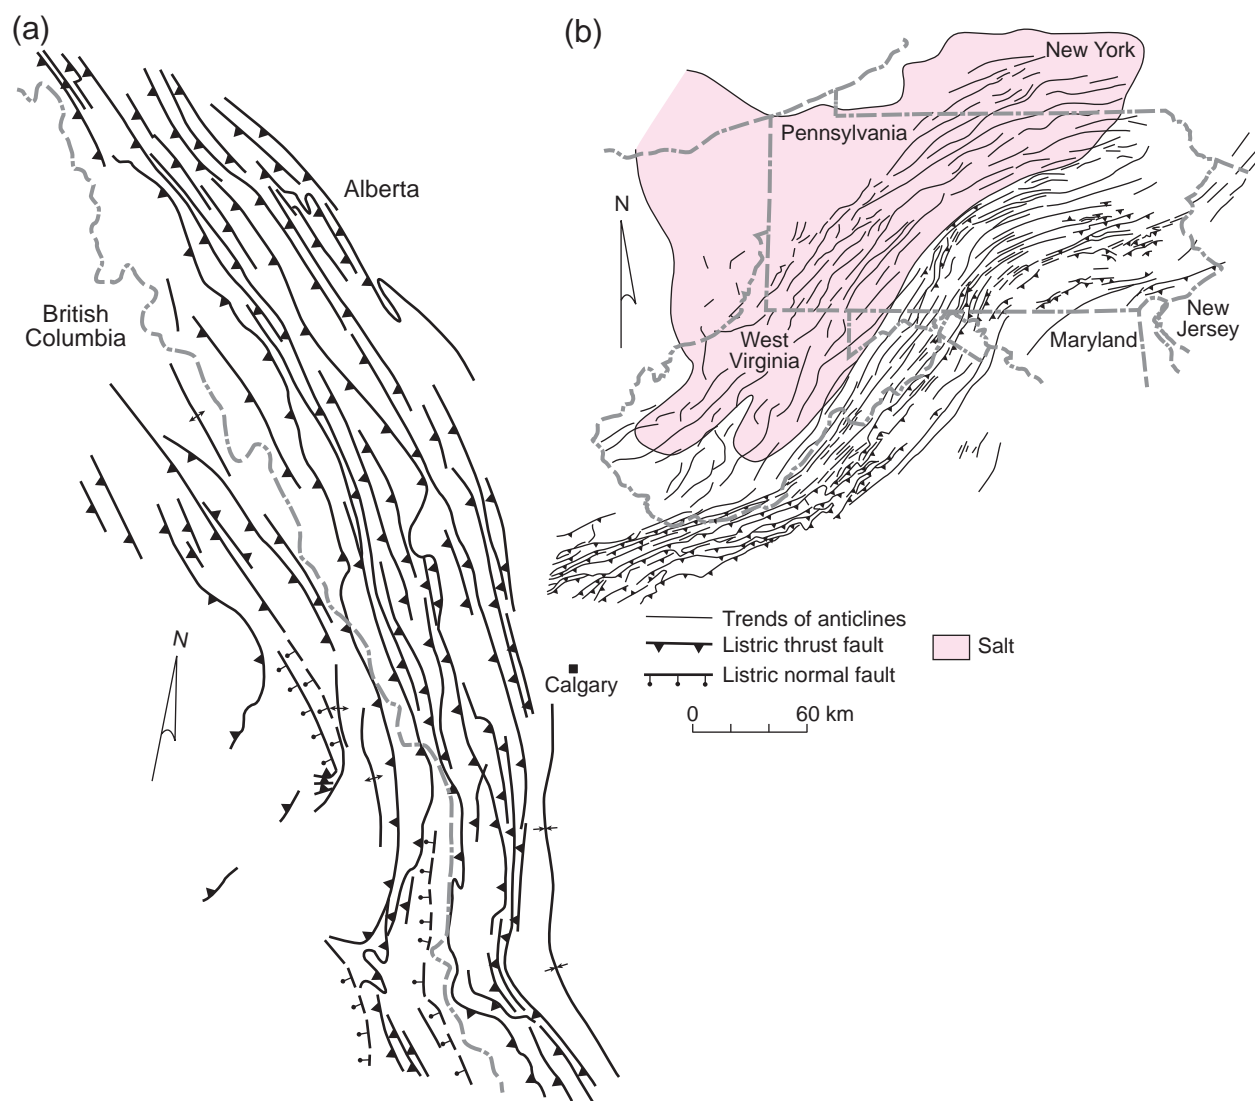 (a)
(b)
New York
Pennsylvania
Alberta
N
British
Columbia
West
Virginia
Maryland
New
Jersey
Trends of anticlines
Listric thrust fault
Salt
Listric normal fault
N
Calgary
0 60 km